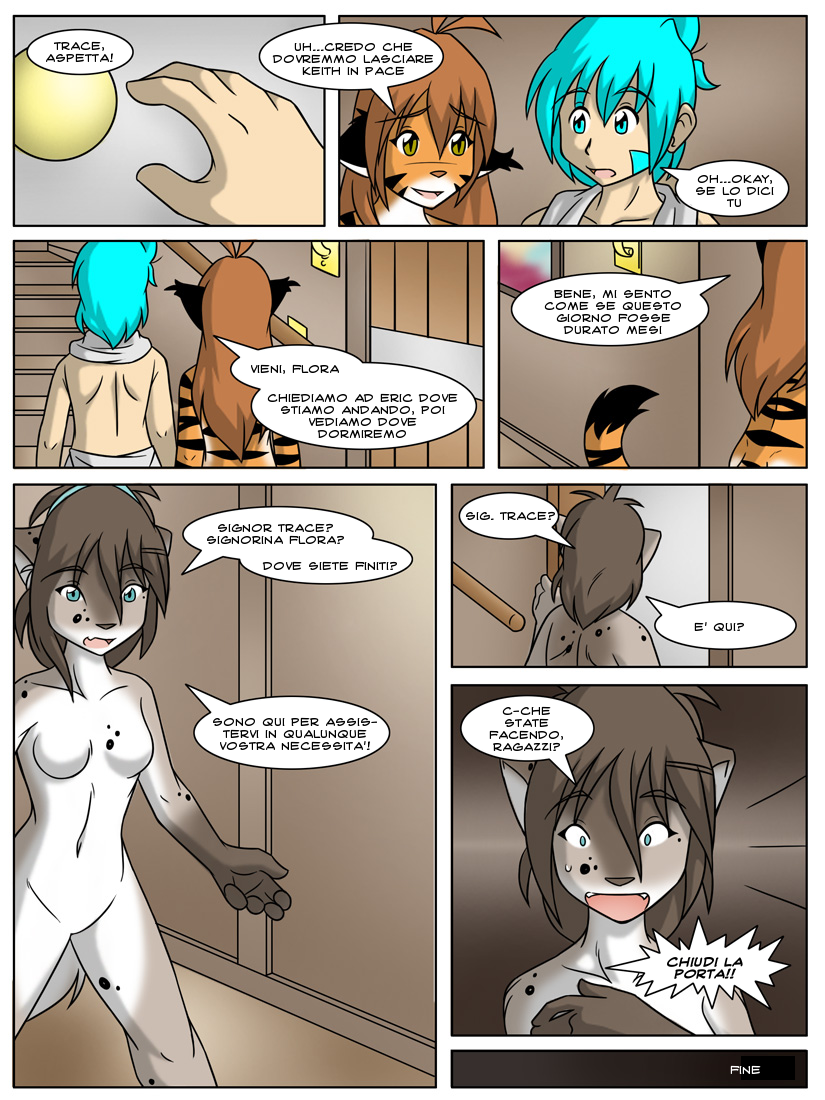 TRACE,
ASPETTA!
UH...CREDO CHE
DOVREMMO LASCIARE
KEITH IN PACE
OH...OKAY,
SE LO DICI
TU
VIENI, FLORA
CHIEDIAMO AD ERIC DOVE
STIAMO ANDANDO, POI
VEDIAMO DOVE
DORMIREMO
BENE, MI SENTO
COME SE QUESTO
GIORNO FOSSE
DURATO MESI
SIGNOR TRACE?
SIGNORINA FLORA?
DOVE SIETE FINITI?
SONO QUI PER ASSIS-
TERVI IN QUALUNQUE
VOSTRA NECESSITA'!
SIG. TRACE?
E' QUI?
C-CHE
STATE
FACENDO,
RAGAZZI?
CHIUDI LA
PORTA!!
FINE